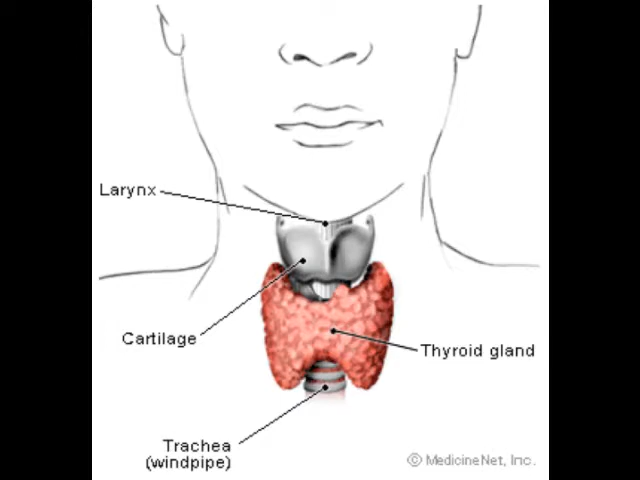 Larynx
Cartilage
Thyroid gland
Trachea
(windpipe)
© MedicineNet, Inc.